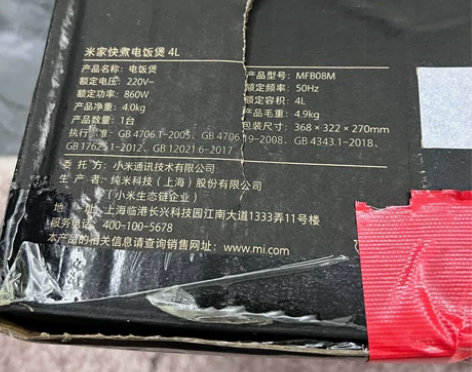 米家快煮电饭煲 4L
产品名称：电饭煲 产品型号：MFB08M
额定电压：220V~ 额定频率：50Hz
额定功率：860W 额定容积：4L
产品净重：4.0kg 产品毛重：4.9kg
产品数量：1台 包装尺寸：368×322×270mm
执行标准：GB 4706.1-2005、GB 4706.19-2008、GB 4343.1-2018、
GB 17625.1-2012、GB 12021.6-2017
委托方：小米通讯技术有限公司
生产者：纯米科技（上海）股份有限公司
（小米生态链企业）
地址：上海临港长兴科技园江南大道1333弄11号楼
服务电话：400-100-5678
本产品的相关信息请查询销售网站：www.mi.com